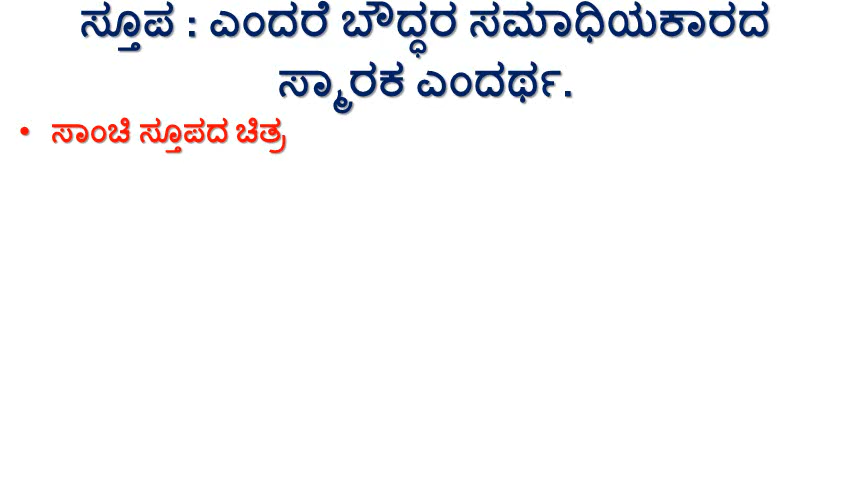 ಸ್ತೂಪ : ಎಂದರೆ ಬೌದ್ಧರ ಸಮಾಧಿಯಕಾರದ
ಸ್ಮಾರಕ ಎಂದರ್ಥ.
• ಸಾಂಚಿ ಸ್ತೂಪದ ಚಿತ್ರ